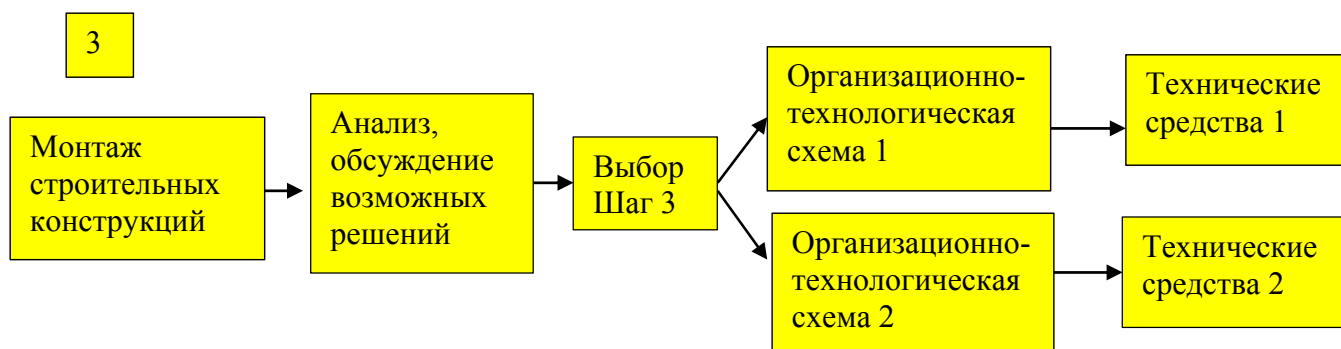 3
Монтаж
строительных
конструкций
Анализ,
обсуждение
возможных
решений
Выбор
Шаг 3
Организационно-
технологическая
схема 1
Технические
средства 1
Организационно-
технологическая
схема 2
Технические
средства 2